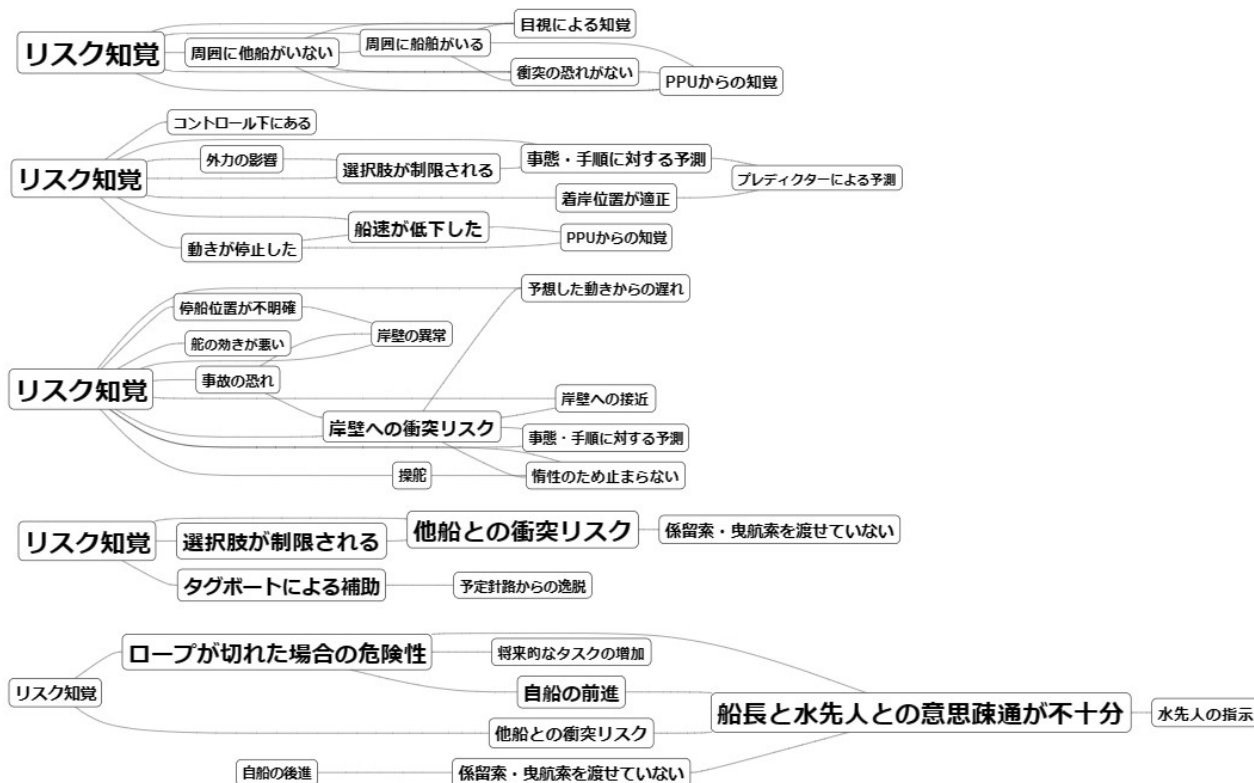 目視による知覚
リスク知覚
周囲に他船がいない
周囲に船舶がいる
衝突の恐れがない
PPUからの知覚
コントロール下にある
外力の影響
リスク知覚
選択肢が制限される
事態・手順に対する予測
プレディクターによる予測
着岸位置が適正
船速が低下した
PPUからの知覚
動きが停止した
予想した動きからの遅れ
停船位置が不明確
岸壁の異常
舵の効きが悪い
リスク知覚
事故の恐れ
岸壁への接近
岸壁への衝突リスク
事態・手順に対する予測
操舵
惰性のため止まらない
リスク知覚
選択肢が制限される
他船との衝突リスク
係留索・曳航索を渡せていない
タグボートによる補助
予定針路からの逸脱
ロープが切れた場合の危険性
将来的なタスクの増加
リスク知覚
自船の前進
船長と水先人との意思疎通が不十分
水先人の指示
他船との衝突リスク
自船の後進
係留索・曳航索を渡せていない